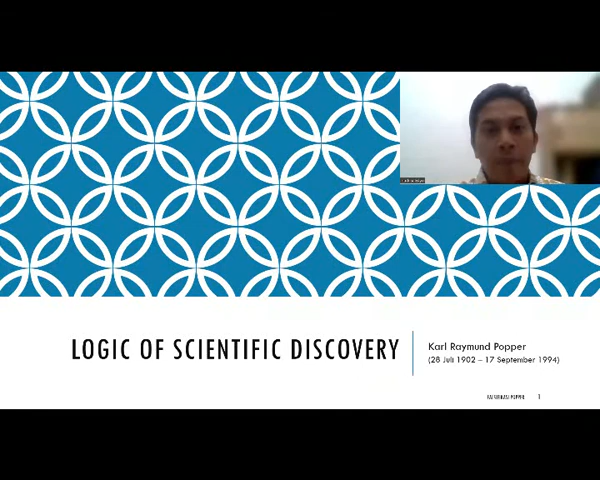 LOGIC OF SCIENTIFIC DISCOVERY
Karl Raymund Popper
(28 Juli 1902 – 17 September 1994)
1